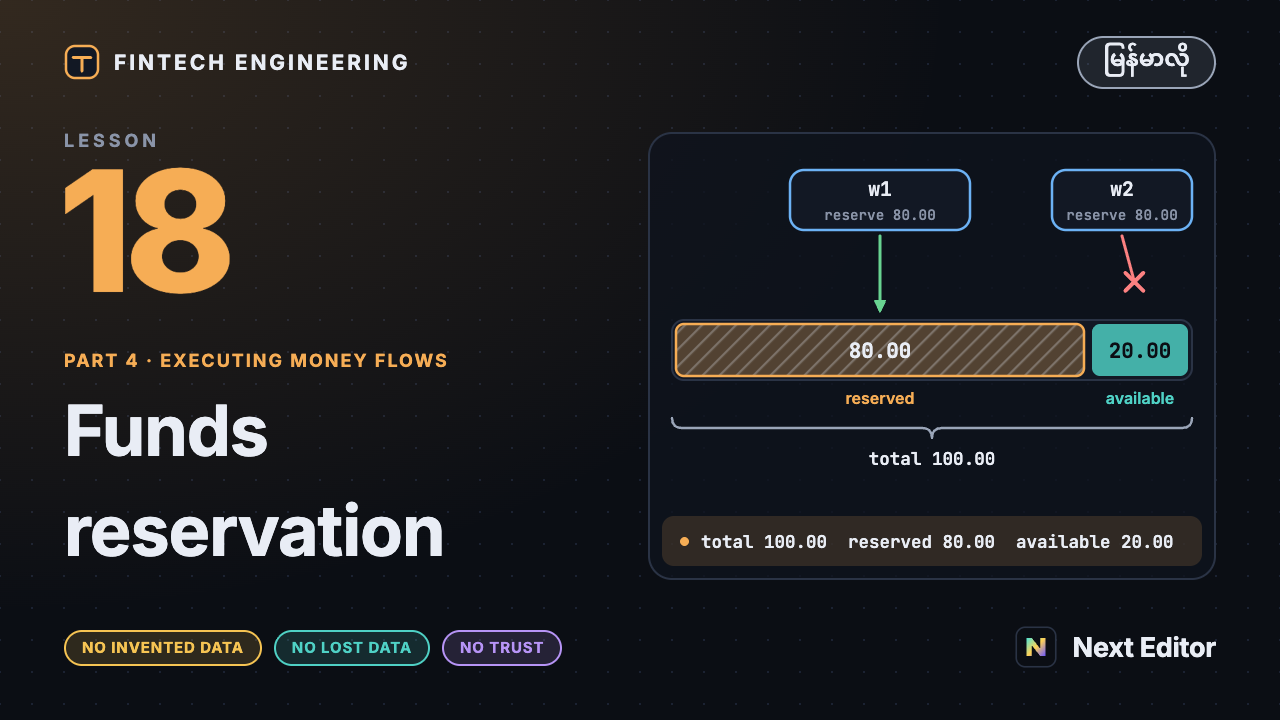 FINTECH ENGINEERING
မြန်မာလို
LESSON
18
PART 4 · EXECUTING MONEY FLOWS
Funds
reservation
w1
reserve 80.00
w2
reserve 80.00
80.00
20.00
reserved
available
total 100.00
total 100.00 reserved 80.00 available 20.00
NO INVENTED DATA
NO LOST DATA
NO TRUST
N
Next Editor